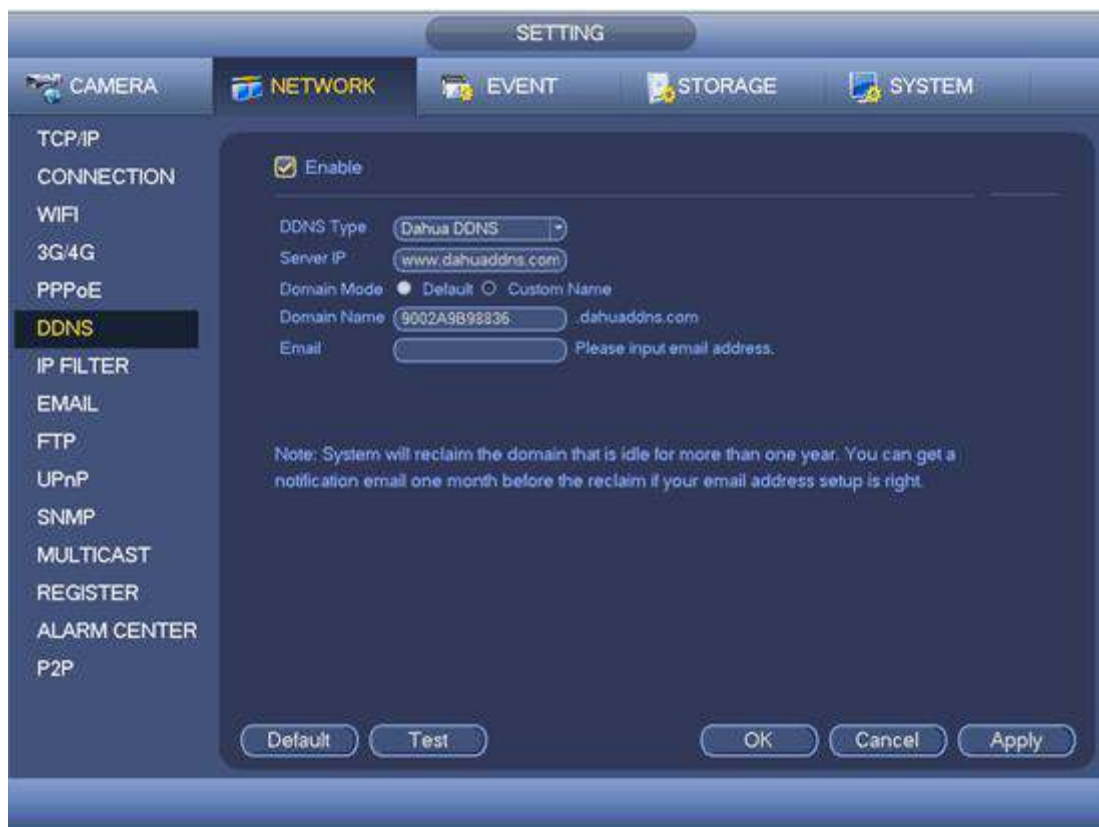 SETTING
CAMERA NETWORK EVENT STORAGE SYSTEM
TCP/IP
CONNECTION
WIFI
3G/4G
PPPoE
DDNS
IP FILTER
EMAIL
FTP
UPnP
SNMP
MULTICAST
REGISTER
ALARM CENTER
P2P
Enable
DDNS Type Dahua DDNS
Server IP www.dahuaddns.com
Domain Mode Default Custom Name
Domain Name 9002A9B98836 .dahuaddns.com
Email Please input email address.
Note: System will reclaim the domain that is idle for more than one year. You can get a
notification email one month before the reclaim if your email address setup is right.
Default Test OK Cancel Apply